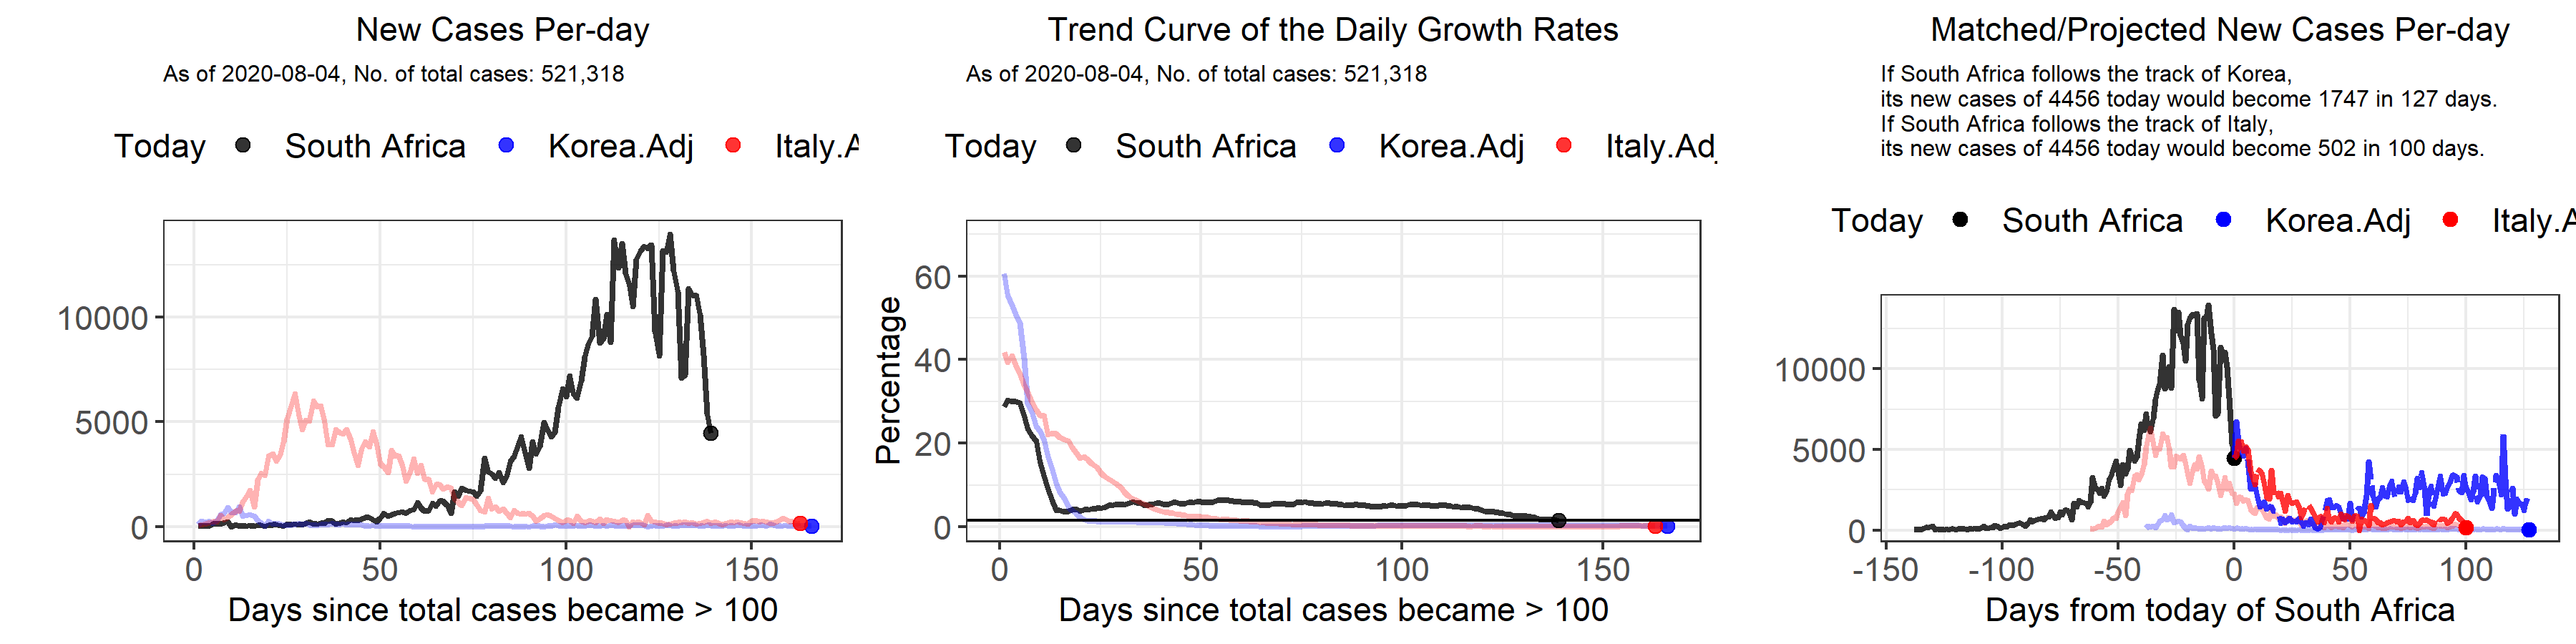 New Cases Per-day
As of 2020-08-04, No. of total cases: 521,318
Today South Africa Korea.Adj Italy.A
10000
5000
0
0 50 100 150
Days since total cases became > 100
Trend Curve of the Daily Growth Rates
As of 2020-08-04, No. of total cases: 521,318
Today South Africa Korea.Adj Italy.Adj
Percentage
60
40
20
0
0 50 100 150
Days since total cases became > 100
Matched/Projected New Cases Per-day
If South Africa follows the track of Korea,
its new cases of 4456 today would become 1747 in 127 days.
If South Africa follows the track of Italy,
its new cases of 4456 today would become 502 in 100 days.
Today South Africa Korea.Adj Italy.A
10000
5000
0
-150 -100 -50 0 50 100
Days from today of South Africa